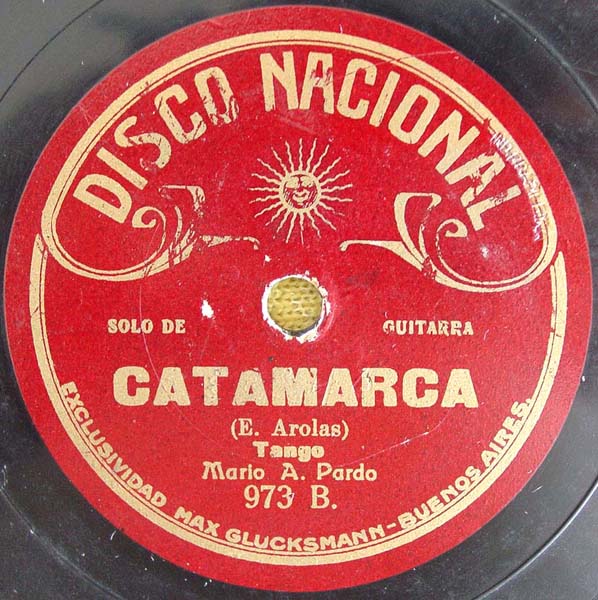 DISCO NACIONAL
SOLO DE GUITARRA
CATAMARCA
(E. Arolas)
Tango
Mario A. Pardo
973 B.
EXCLUSIVIDAD MAX GLUCKSMANN-BUENOS AIRES.